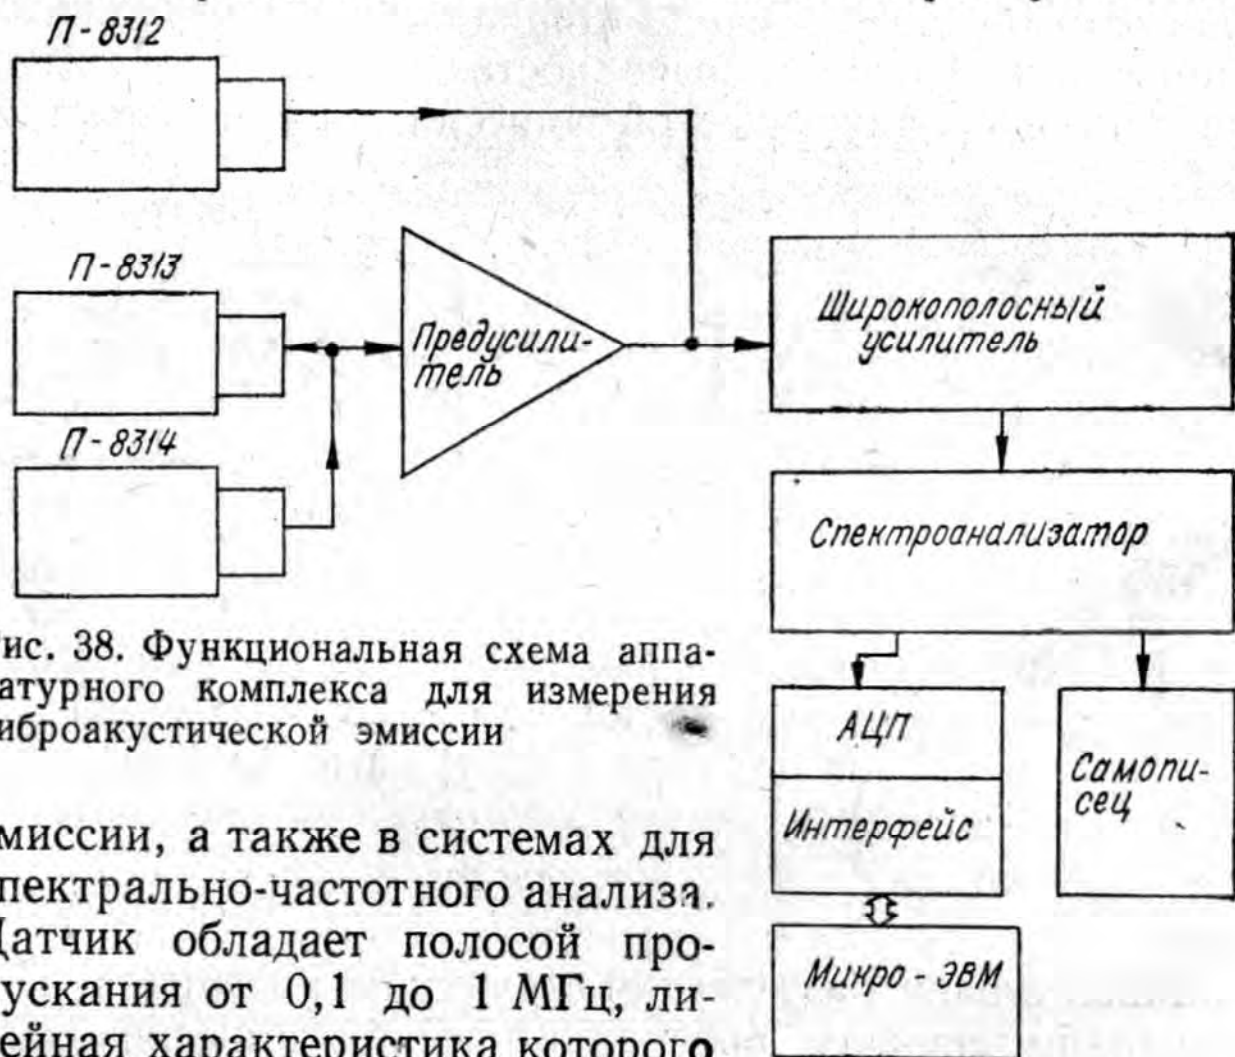 П-8312
П-8313
П-8314
Предусили-
тель
Широкополосный
усилитель
Спектроанализатор
АЦП
Интерфейс
Самопи-
сец
Микро-ЭВМ
ис. 38. Функциональная схема аппа-
атурного комплекса для измерения
иброакустической эмиссии
миссии, а также в системах для
пектрально-частотного анализа.
Датчик обладает полосой про-
ускания от 0,1 до 1 МГц, ли-
ейная характеристика которого